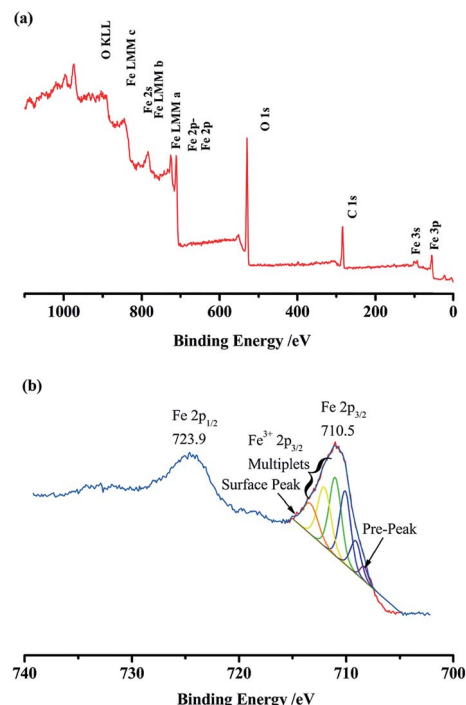 (a)
O KLL
Fe LMM c
Fe 2s
Fe LMM b
Fe LMM a
Fe 2p-
Fe 2p
O 1s
C 1s
Fe 3s
Fe 3p
1000 800 600 400 200 0
Binding Energy /eV
(b)
Fe 2p1/2
723.9
Fe 2p3/2
710.5
Fe3+ 2p3/2
Multiplets
Surface Peak
Pre-Peak
740 730 720 710 700
Binding Energy /eV